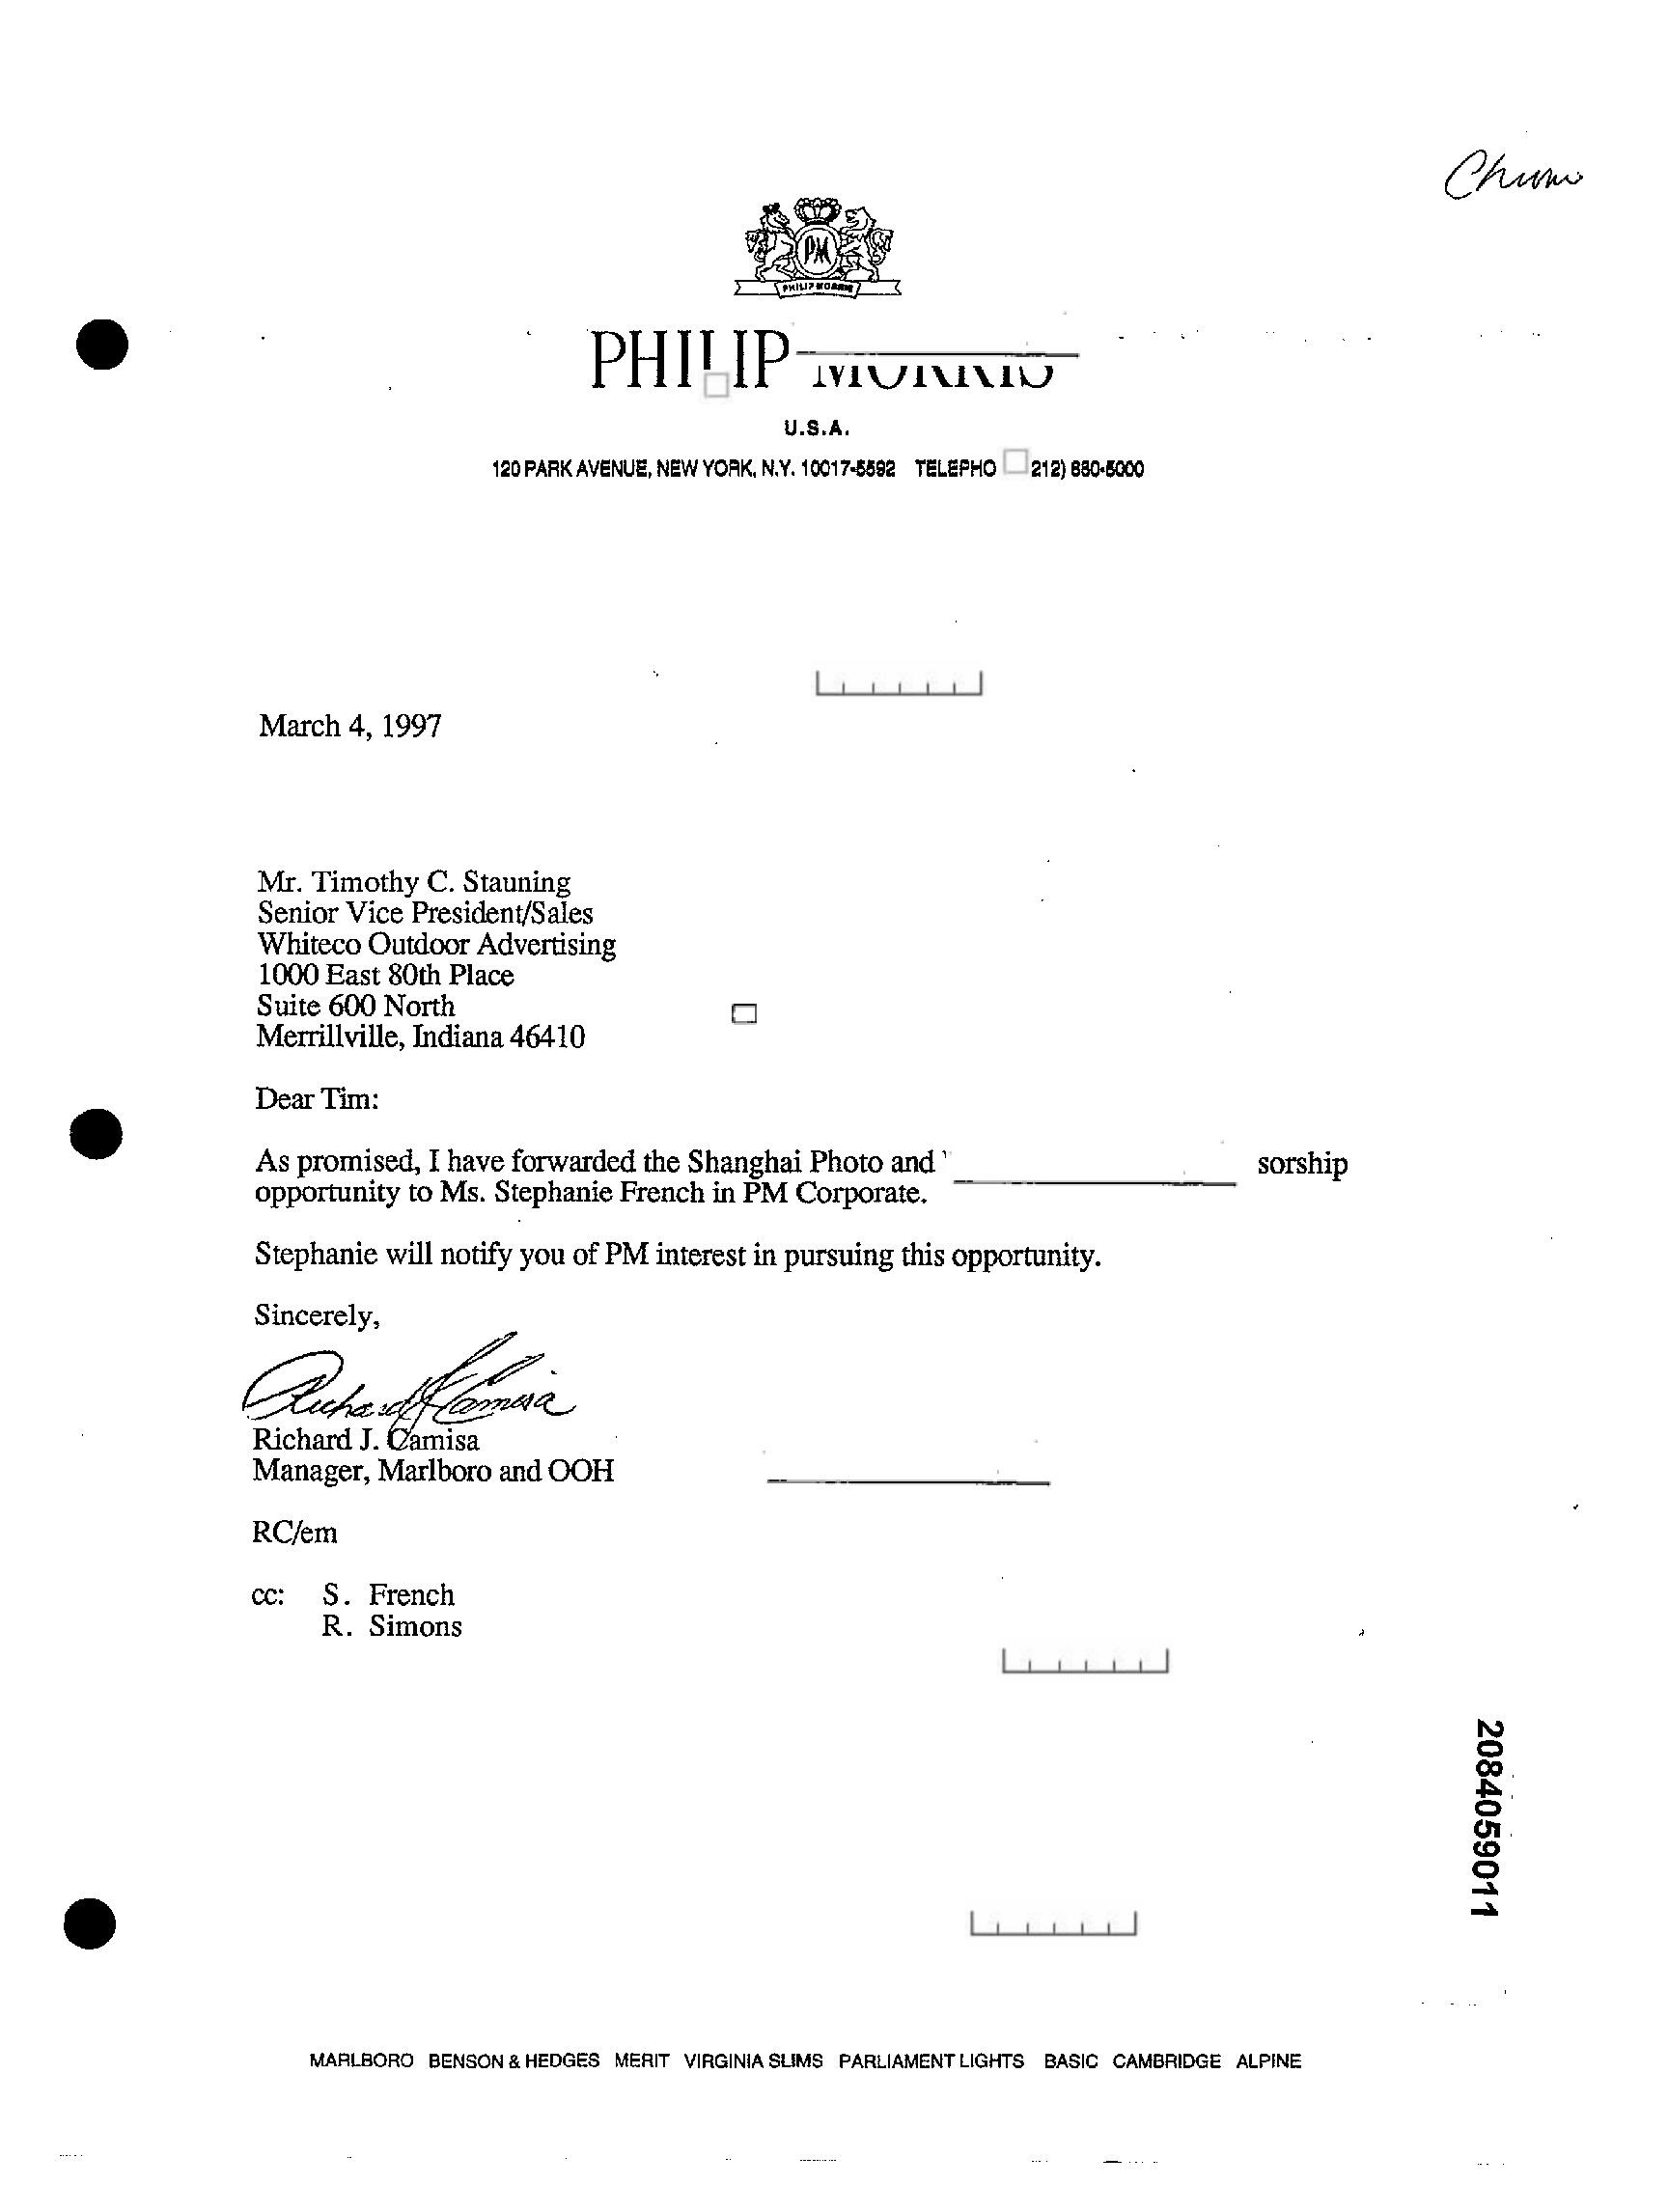 PM
PHILIP MORRIS
PHILIP
U.S.A.
120 PARK AVENUE, NEW YORK, N.Y. 10017-5592 TELEPHO 212) 880-5000
March 4, 1997
Mr. Timothy C. Stauning
Senior Vice President/Sales
Whiteco Outdoor Advertising
1000 East 80th Place
Suite 600 North
Merrillville, Indiana 46410
Dear Tim:
As promised, I have forwarded the Shanghai Photo and sorship
opportunity to Ms. Stephanie French in PM Corporate.
Stephanie will notify you of PM interest in pursuing this opportunity.
Sincerely,
Richard J. Camisa
Richard J. Camisa
Manager, Marlboro and OOH
RC/em
cc: S. French
R. Simons
2084059011
MARLBORO BENSON & HEDGES MERIT VIRGINIA SLIMS PARLIAMENT LIGHTS BASIC CAMBRIDGE ALPINE